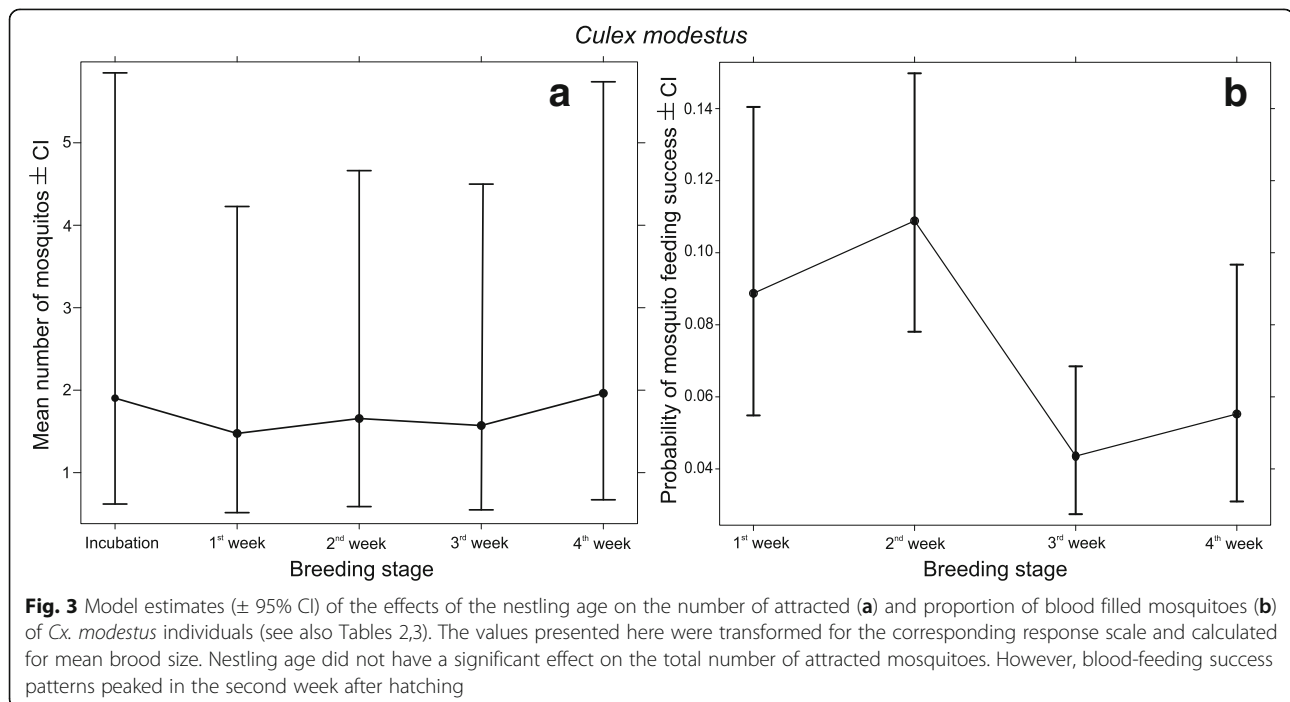 Culex modestus
a
Mean number of mosquitos ± CI
5
4
3
2
1
Incubation
1st week
2nd week
3rd week
4th week
Breeding stage
b
Probability of mosquito feeding success ± CI
0.14
0.12
0.10
0.08
0.06
0.04
1st week
2nd week
3rd week
4th week
Breeding stage
Fig. 3 Model estimates (± 95% CI) of the effects of the nestling age on the number of attracted (a) and proportion of blood filled mosquitoes (b)
of Cx. modestus individuals (see also Tables 2,3). The values presented here were transformed for the corresponding response scale and calculated
for mean brood size. Nestling age did not have a significant effect on the total number of attracted mosquitoes. However, blood-feeding success
patterns peaked in the second week after hatching